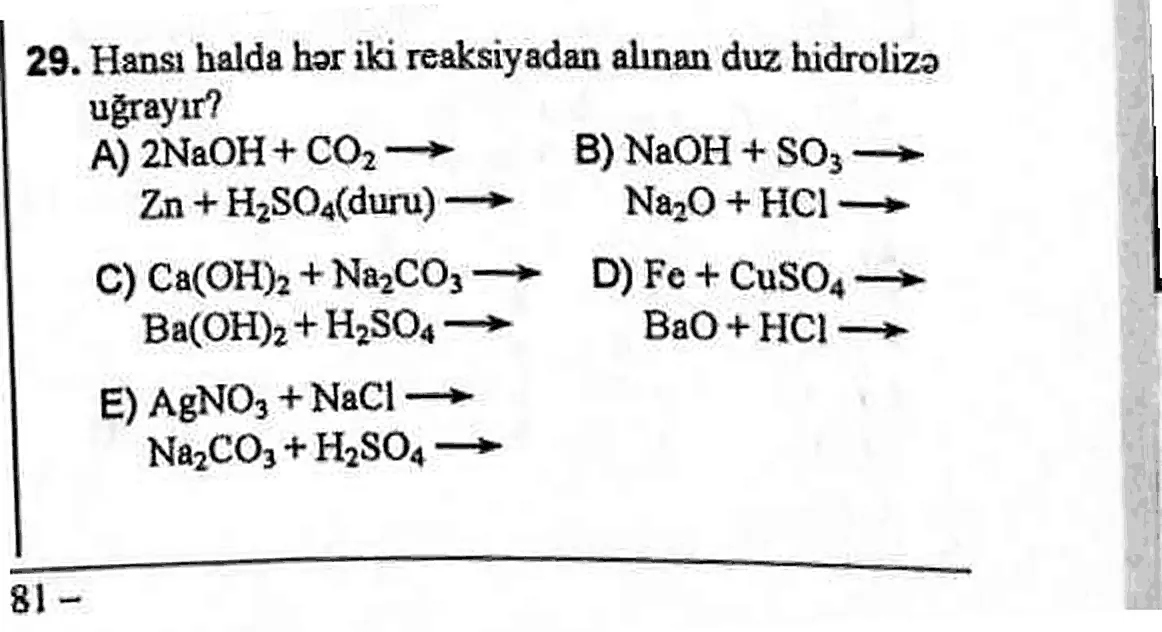 29. Hansı halda hər iki reaksiyadan alınan duz hidrolizə
uğrayır?
A) 2NaOH + CO₂ ⟶
Zn + H₂SO₄(duru) ⟶
B) NaOH + SO₃ ⟶
Na₂O + HCl ⟶
C) Ca(OH)₂ + Na₂CO₃ ⟶
Ba(OH)₂ + H₂SO₄ ⟶
D) Fe + CuSO₄ ⟶
BaO + HCl ⟶
E) AgNO₃ + NaCl ⟶
Na₂CO₃ + H₂SO₄ ⟶
81 –